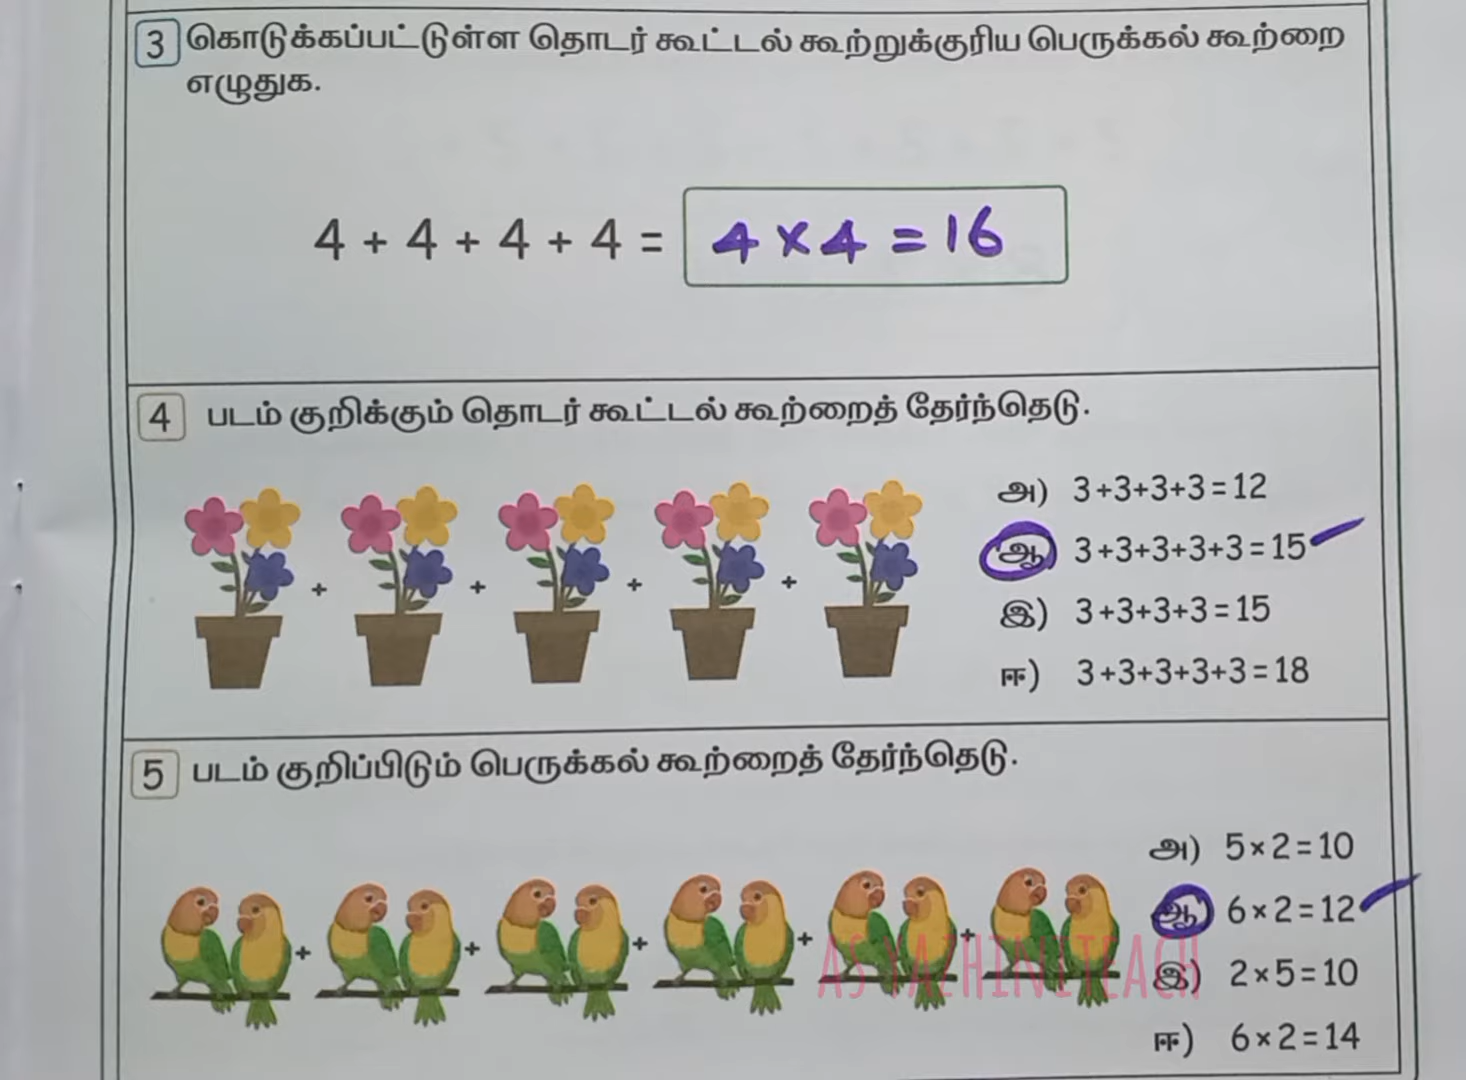 3 கொடுக்கப்பட்டுள்ள தொடர் கூட்டல் கூற்றுக்குரிய பெருக்கல் கூற்றை
எழுதுக.
4 + 4 + 4 + 4 = 4 × 4 = 16
4 படம் குறிக்கும் தொடர் கூட்டல் கூற்றைத் தேர்ந்தெடு.
அ) 3+3+3+3=12
ஆ) 3+3+3+3+3=15
இ) 3+3+3+3=15
ஈ) 3+3+3+3+3=18
+ + + +
5 படம் குறிப்பிடும் பெருக்கல் கூற்றைத் தேர்ந்தெடு.
அ) 5×2=10
ஆ) 6×2=12
இ) 2×5=10
ஈ) 6×2=14
+ + + + +
AS YAZHINITEACH